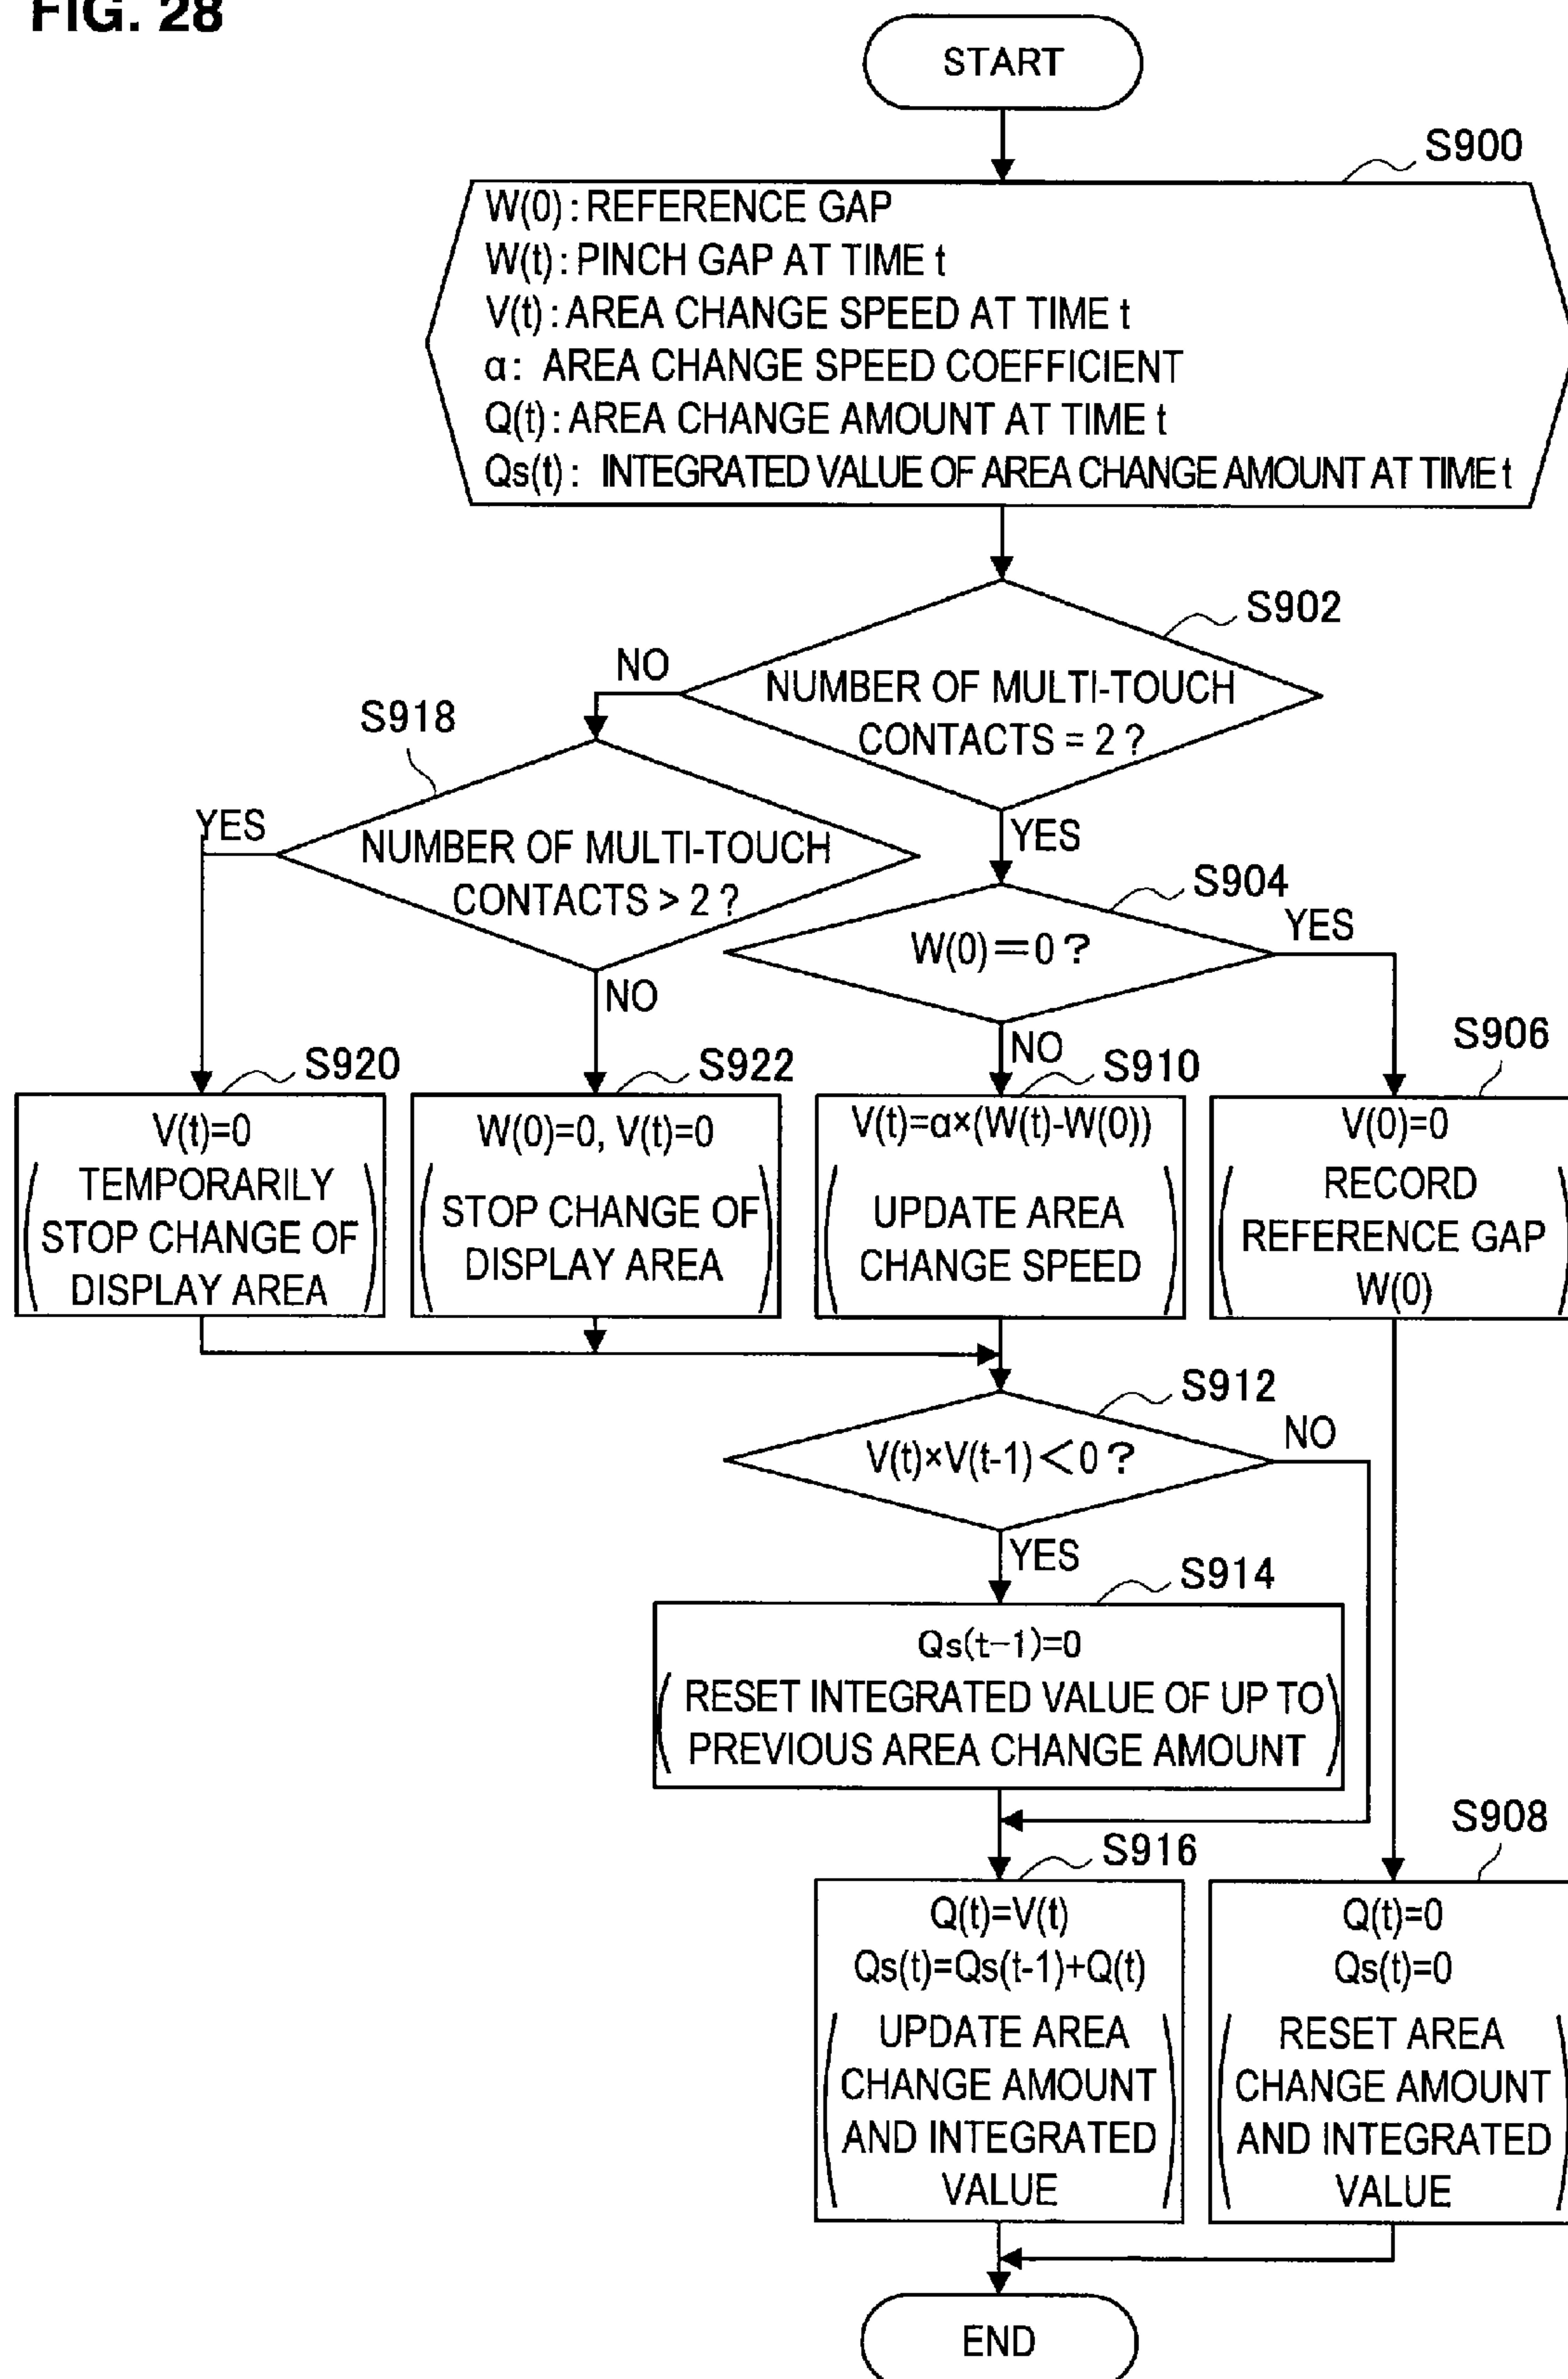 FIG. 28
START
S900
W(0) : REFERENCE GAP
W(t) : PINCH GAP AT TIME t
V(t) : AREA CHANGE SPEED AT TIME t
α : AREA CHANGE SPEED COEFFICIENT
Q(t) : AREA CHANGE AMOUNT AT TIME t
Qs(t) : INTEGRATED VALUE OF AREA CHANGE AMOUNT AT TIME t
S902
NO
NUMBER OF MULTI-TOUCH
CONTACTS = 2 ?
YES
S918
YES
NUMBER OF MULTI-TOUCH
CONTACTS > 2 ?
NO
S904
YES
W(0)=0 ?
NO
S920
V(t)=0
TEMPORARILY
STOP CHANGE OF
DISPLAY AREA
S922
W(0)=0, V(t)=0
STOP CHANGE OF
DISPLAY AREA
S910
V(t)=α×(W(t)-W(0))
UPDATE AREA
CHANGE SPEED
S906
V(0)=0
RECORD
REFERENCE GAP
W(0)
S912
NO
V(t)×V(t-1)<0 ?
YES
S914
Qs(t-1)=0
RESET INTEGRATED VALUE OF UP TO
PREVIOUS AREA CHANGE AMOUNT
S916
Q(t)=V(t)
Qs(t)=Qs(t-1)+Q(t)
UPDATE AREA
CHANGE AMOUNT
AND INTEGRATED
VALUE
S908
Q(t)=0
Qs(t)=0
RESET AREA
CHANGE AMOUNT
AND INTEGRATED
VALUE
END